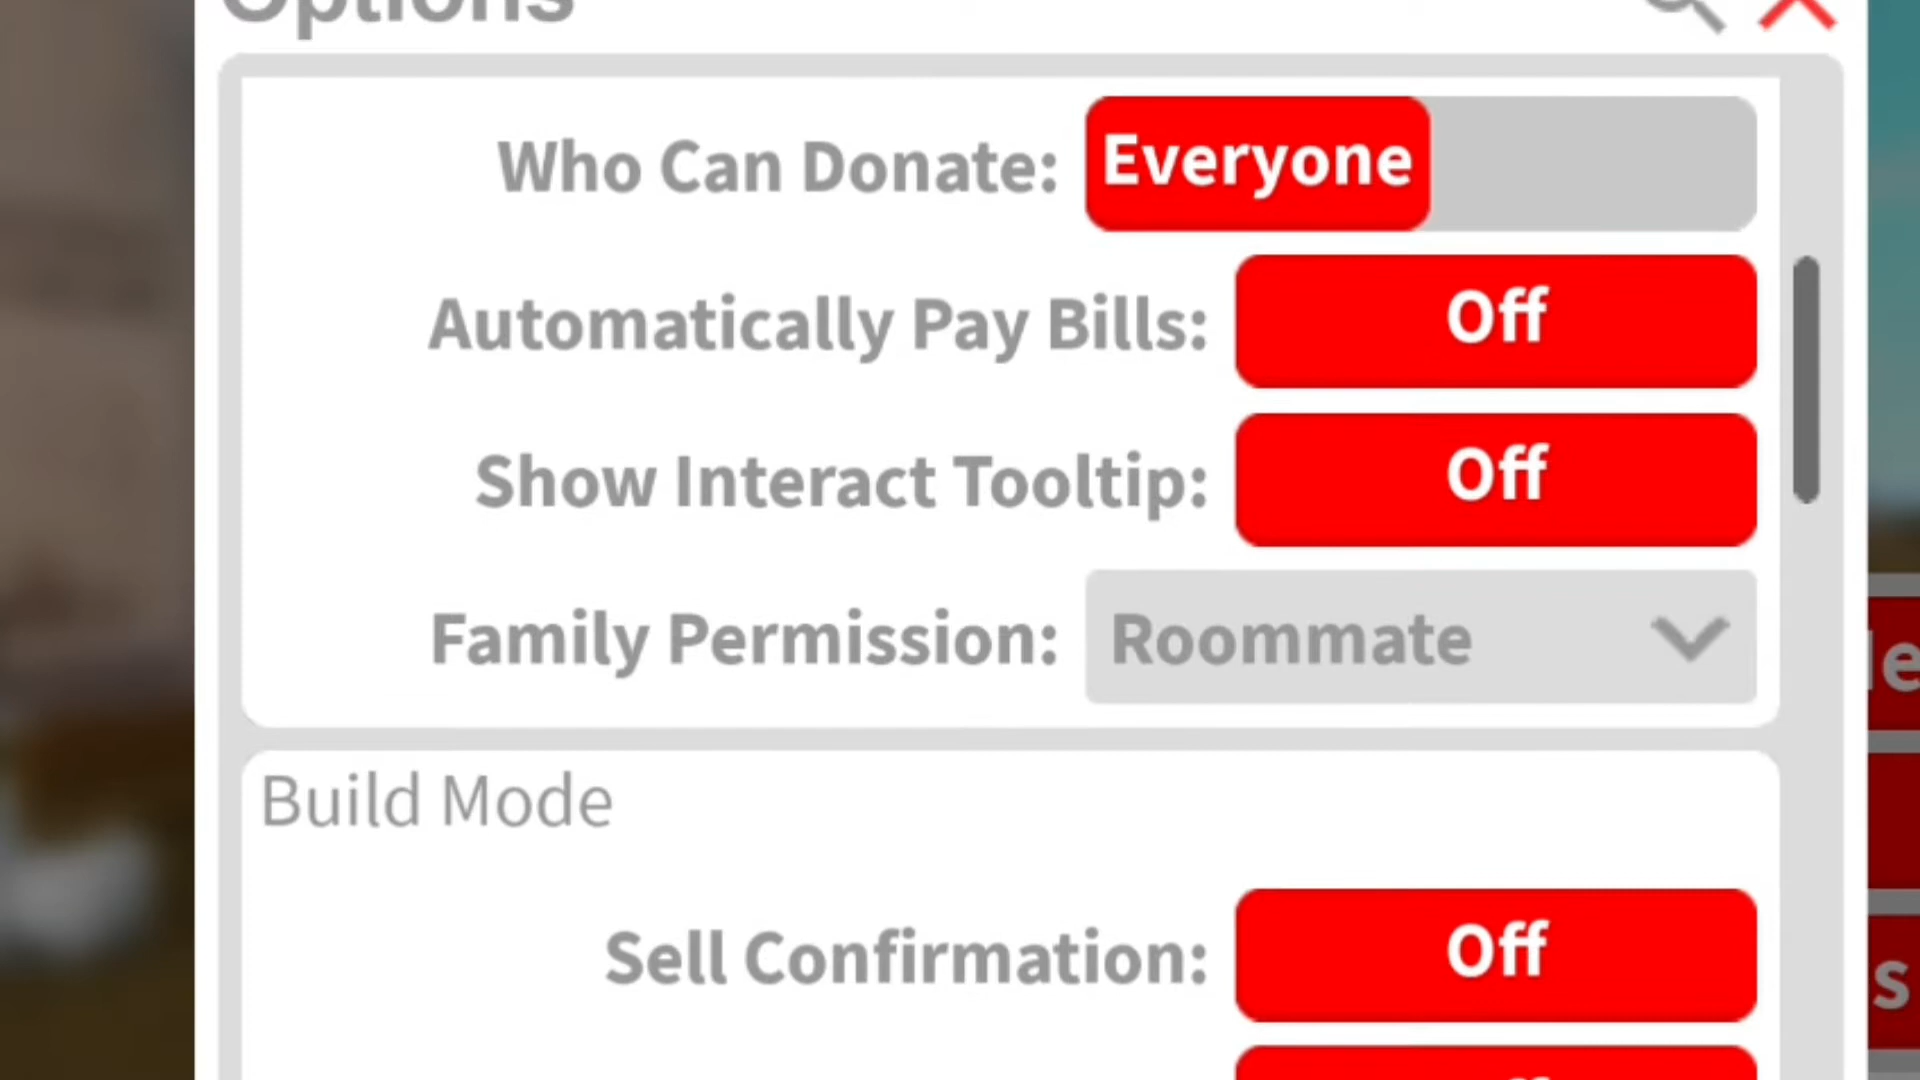 Options
Who Can Donate: Everyone
Automatically Pay Bills: Off
Show Interact Tooltip: Off
Family Permission: Roommate
Build Mode
Sell Confirmation: Off